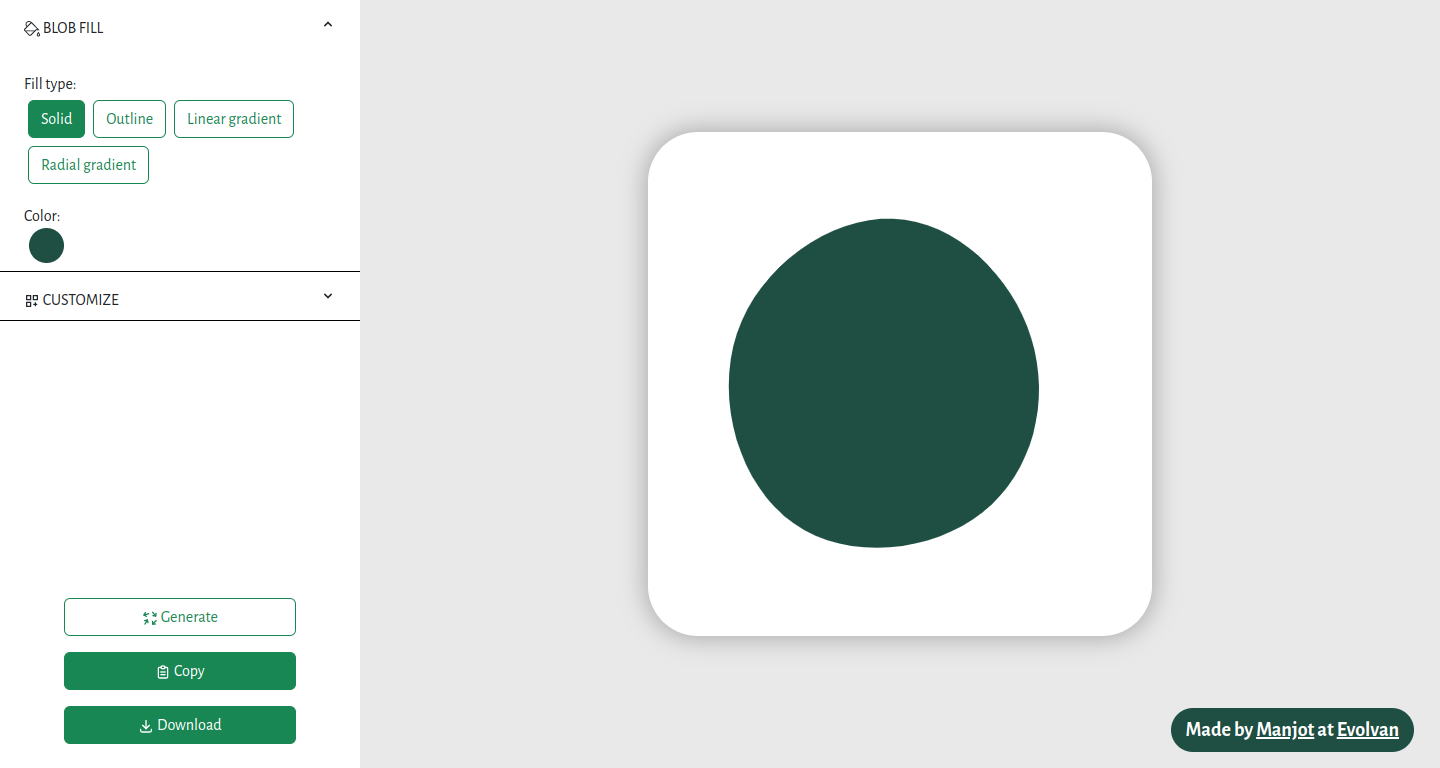 BLOB FILL
Fill type:
Solid Outline Linear gradient
Radial gradient
Color:
CUSTOMIZE
Generate
Copy
Download
Made by Manjot at Evolvan